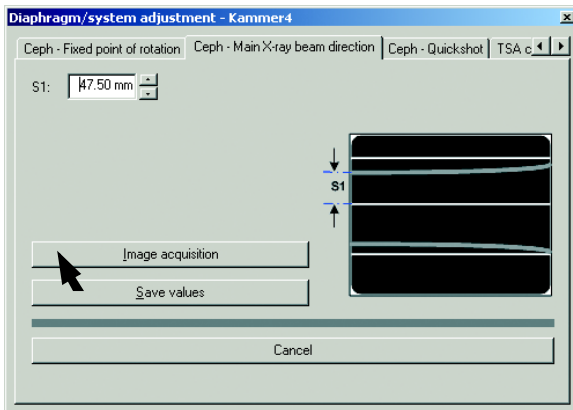 Diaphragm/system adjustment - Kammer4
Ceph - Fixed point of rotation Ceph - Main X-ray beam direction Ceph - Quickshot TSA c
S1: 47.50 mm
S1
Image acquisition
Save values
Cancel